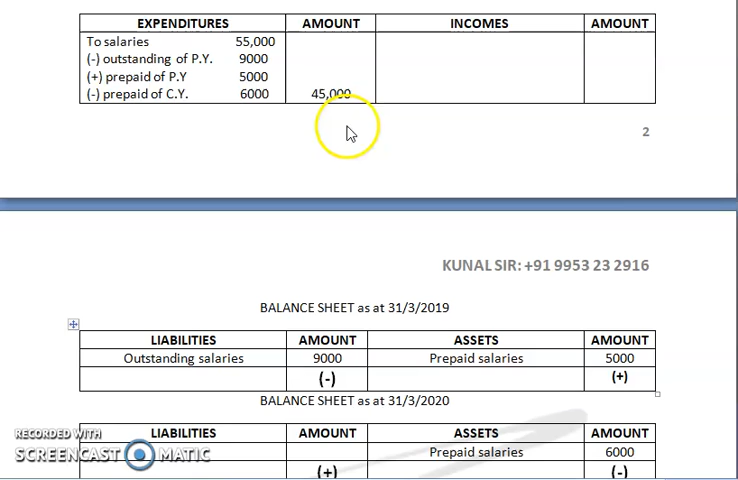 EXPENDITURES AMOUNT INCOMES AMOUNT
To salaries 55,000
(-) outstanding of P.Y. 9000
(+) prepaid of P.Y 5000
(-) prepaid of C.Y. 6000 45,000
2
KUNAL SIR: +91 9953 23 2916
BALANCE SHEET as at 31/3/2019
LIABILITIES AMOUNT ASSETS AMOUNT
Outstanding salaries 9000 Prepaid salaries 5000
(-) (+)
BALANCE SHEET as at 31/3/2020
LIABILITIES AMOUNT ASSETS AMOUNT
Prepaid salaries 6000
(+) (-)
RECORDED WITH
SCREENCAST MATIC